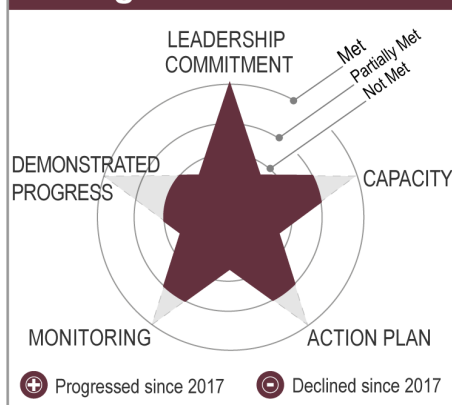 LEADERSHIP
COMMITMENT
Met
Partially Met
Not Met
DEMONSTRATED
PROGRESS
CAPACITY
MONITORING
ACTION PLAN
Progressed since 2017
Declined since 2017